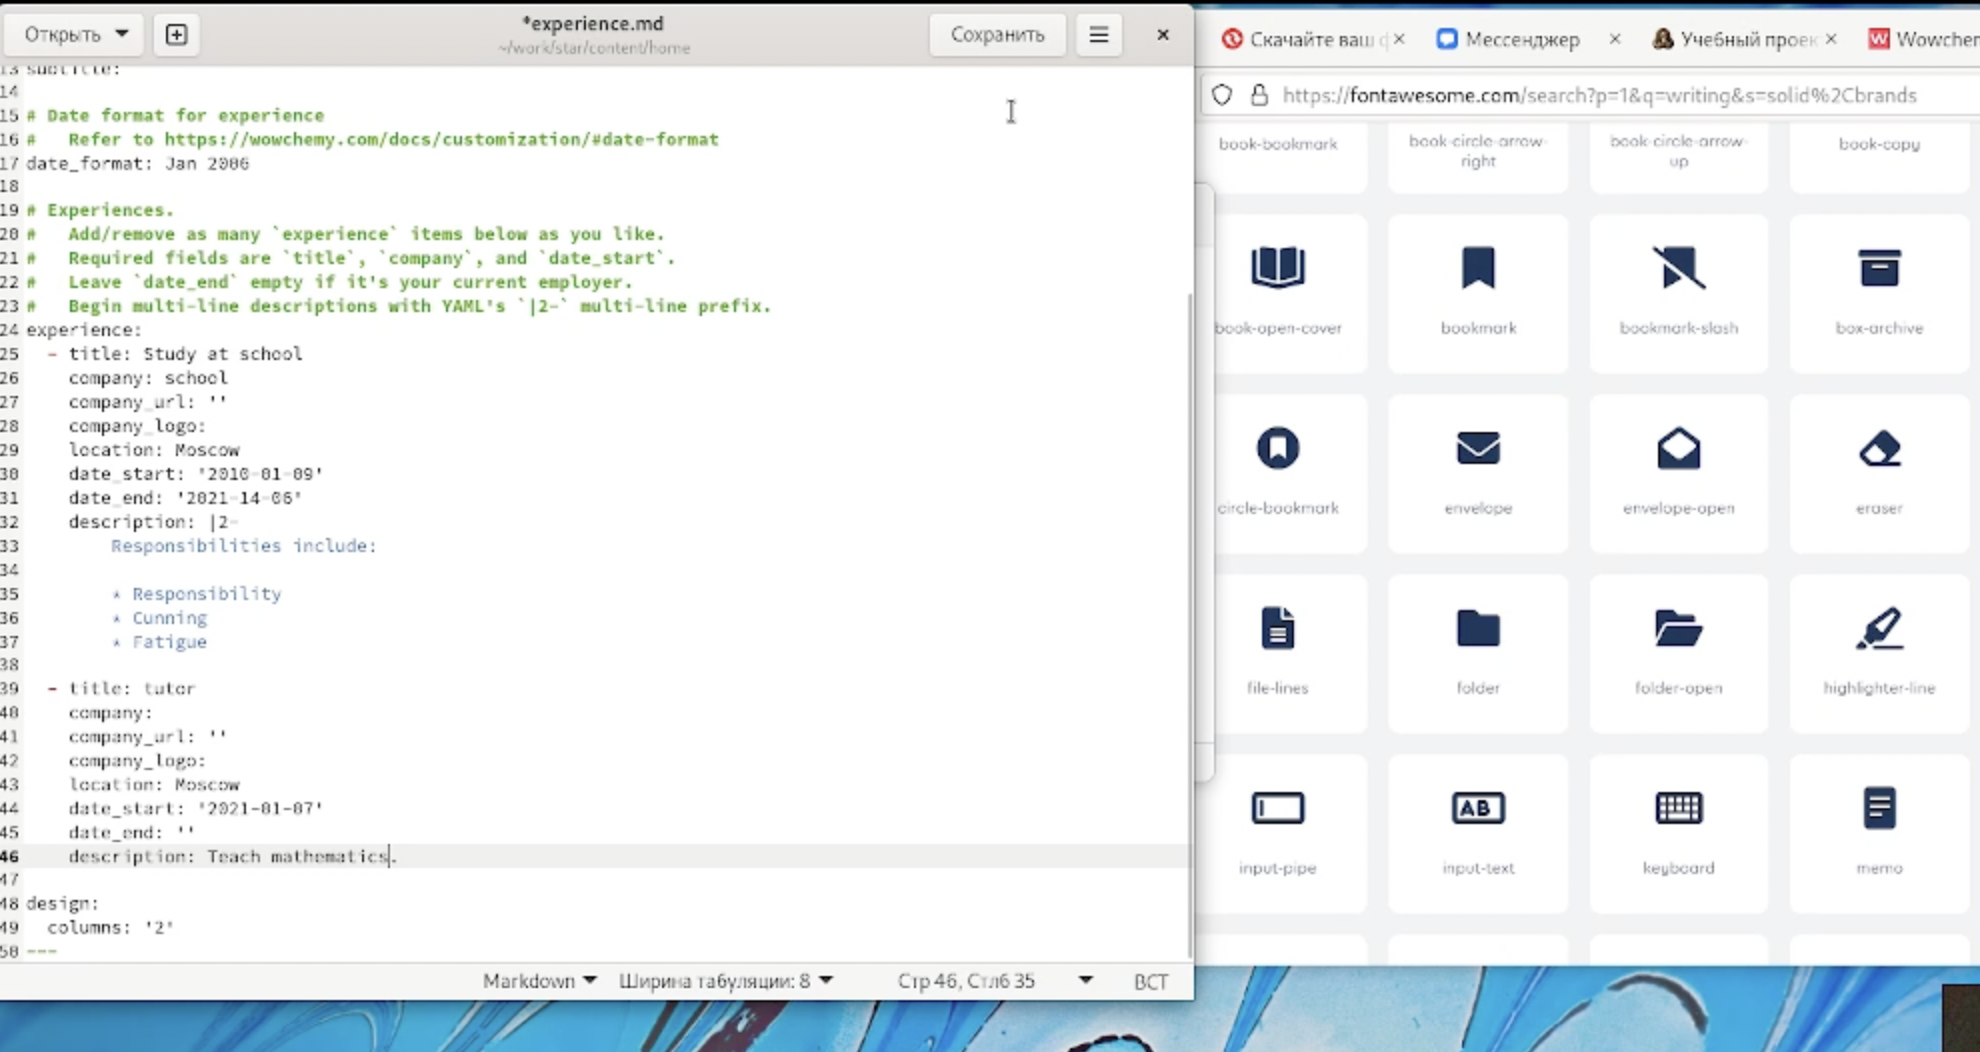 Открыть
*experience.md
~/work/star/content/home
Сохранить
13 subtitle:
14
15 # Date format for experience
16 #   Refer to https://wowchemy.com/docs/customization/#date-format
17 date_format: Jan 2006
18
19 # Experiences.
20 #   Add/remove as many `experience` items below as you like.
21 #   Required fields are `title`, `company`, and `date_start`.
22 #   Leave `date_end` empty if it's your current employer.
23 #   Begin multi-line descriptions with YAML's `|2-` multi-line prefix.
24 experience:
25   - title: Study at school
26     company: school
27     company_url: ''
28     company_logo:
29     location: Moscow
30     date_start: '2010-01-09'
31     date_end: '2021-14-06'
32     description: |2-
33         Responsibilities include:
34
35         * Responsibility
36         * Cunning
37         * Fatigue
38
39   - title: tutor
40     company:
41     company_url: ''
42     company_logo:
43     location: Moscow
44     date_start: '2021-01-07'
45     date_end: ''
46     description: Teach mathematics.
47
48 design:
49   columns: '2'
50 ---
Markdown Ширина табуляции: 8 Стр 46, Стлб 35 ВСТ
Скачайте ваш Мессенджер Учебный проек Wowchem
https://fontawesome.com/search?p=1&q=writing&s=solid%2Cbrands
book-bookmark
book-circle-arrow-
right
book-circle-arrow-
up
book-copy
book-open-cover bookmark bookmark-slash box-archive
circle-bookmark envelope envelope-open eraser
file-lines folder folder-open highlighter-line
AB
input-pipe input-text keyboard memo